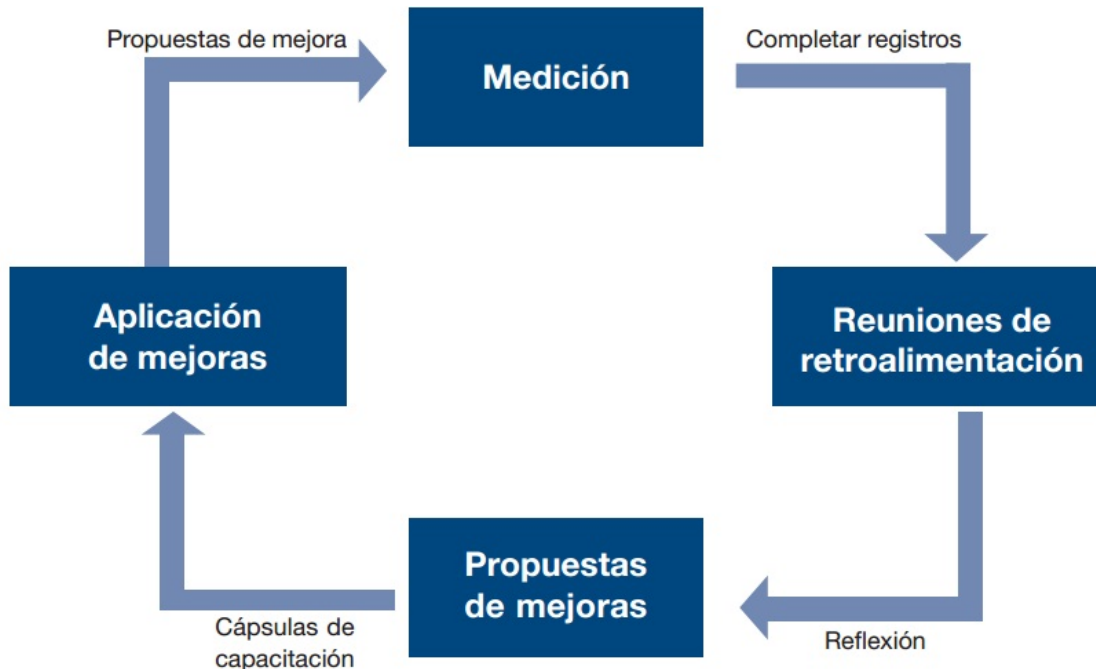 Propuestas de mejora
Medición
Completar registros
Aplicación
de mejoras
Reuniones de
retroalimentación
Propuestas
de mejoras
Cápsulas de
capacitación
Reflexión